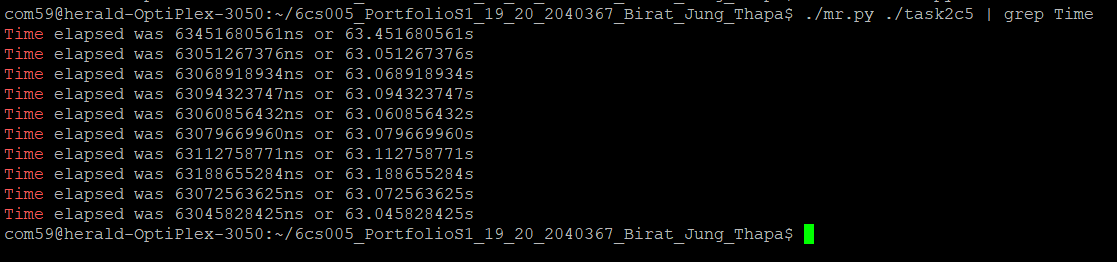 com59@herald-OptiPlex-3050:~/6cs005_PortfolioS1_19_20_2040367_Birat_Jung_Thapa$ ./mr.py ./task2c5 | grep Time
Time elapsed was 63451680561ns or 63.451680561s
Time elapsed was 63051267376ns or 63.051267376s
Time elapsed was 63068918934ns or 63.068918934s
Time elapsed was 63094323747ns or 63.094323747s
Time elapsed was 63060856432ns or 63.060856432s
Time elapsed was 63079669960ns or 63.079669960s
Time elapsed was 63112758771ns or 63.112758771s
Time elapsed was 63188655284ns or 63.188655284s
Time elapsed was 63072563625ns or 63.072563625s
Time elapsed was 63045828425ns or 63.045828425s
com59@herald-OptiPlex-3050:~/6cs005_PortfolioS1_19_20_2040367_Birat_Jung_Thapa$